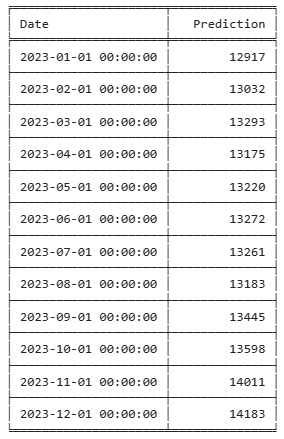 Date Prediction
2023-01-01 00:00:00 12917
2023-02-01 00:00:00 13032
2023-03-01 00:00:00 13293
2023-04-01 00:00:00 13175
2023-05-01 00:00:00 13220
2023-06-01 00:00:00 13272
2023-07-01 00:00:00 13261
2023-08-01 00:00:00 13183
2023-09-01 00:00:00 13445
2023-10-01 00:00:00 13598
2023-11-01 00:00:00 14011
2023-12-01 00:00:00 14183